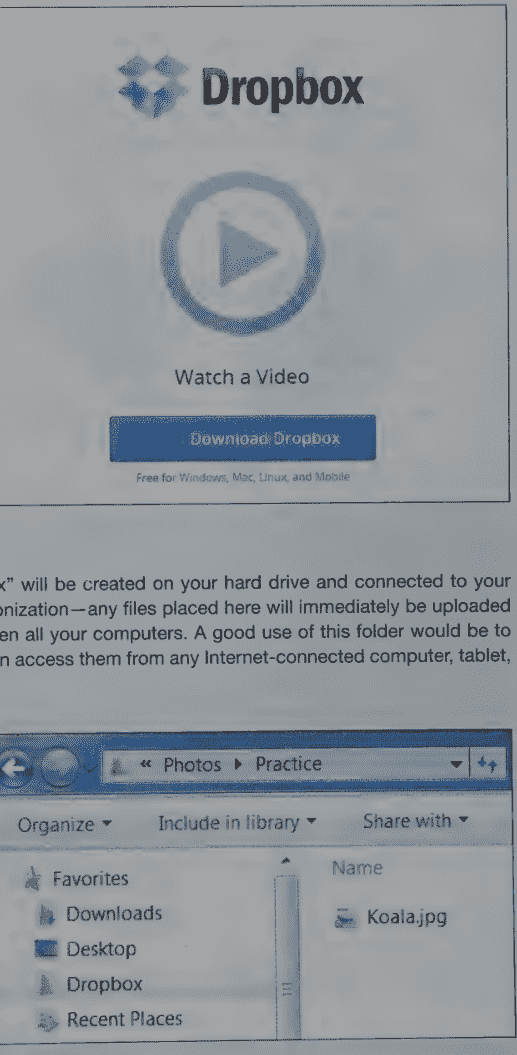 Dropbox
Watch a Video
Download Dropbox
Free for Windows, Mac, Linux, and Mobile
x” will be created on your hard drive and connected to your
onization—any files placed here will immediately be uploaded
en all your computers. A good use of this folder would be to
n access them from any Internet-connected computer, tablet,
« Photos Practice
Organize Include in library Share with
Name
Favorites
Koala.jpg
Downloads
Desktop
Dropbox
Recent Places